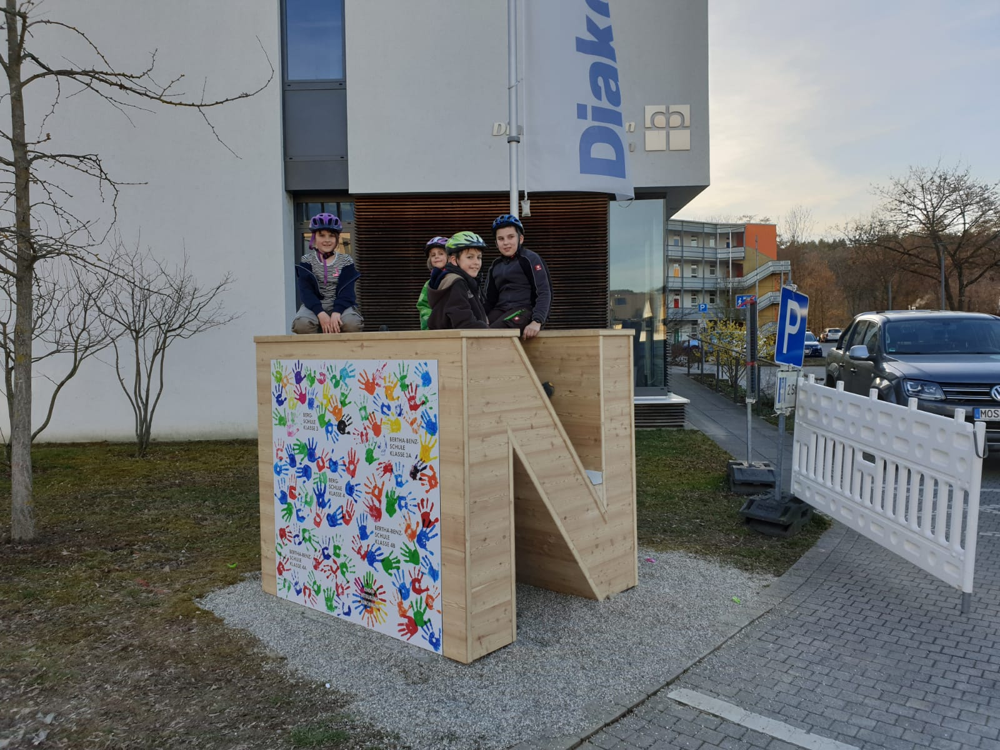 Diak
BERG-
SCHULE
KLASSE 3
BERTHA-BENZ-
SCHULE
KLASSE 3A
BERG-
SCHULE
KLASSE 4
BERTHA-BENZ-
SCHULE
KLASSE 4B
BERTHA-BENZ-
SCHULE
KLASSE 4A
N
P
P
MOS